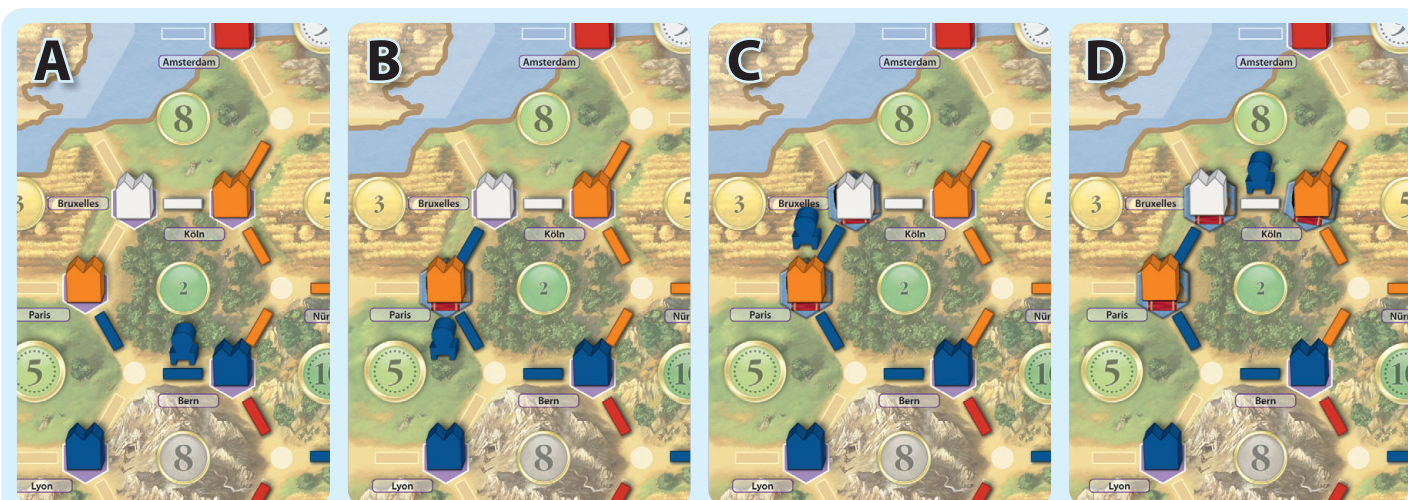 A
Amsterdam
8
3
Bruxelles
Köln
2
Paris
5
Bern
8
Lyon
B
Amsterdam
8
3
Bruxelles
Köln
2
Paris
5
Bern
8
Lyon
C
Amsterdam
8
3
Bruxelles
Köln
2
Paris
5
Bern
8
Lyon
D
Amsterdam
8
3
Bruxelles
Köln
2
Paris
5
Bern
8
Lyon